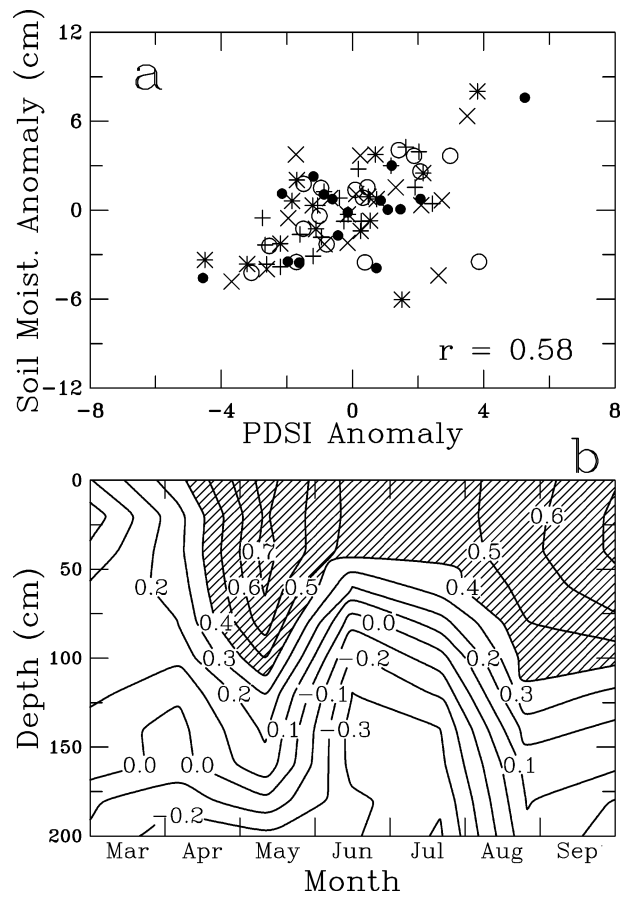 a
12
6
0
−6
−12
Soil Moist. Anomaly (cm)
r = 0.58
−8 −4 0 4 8
PDSI Anomaly
b
0
50
100
150
200
Depth (cm)
0.6
0.7 0.5
0.2 0.6 0.5 0.4
0.4 0.0
0.3 −0.2 0.2
0.2 −0.1 0.3
0.1 −0.3
0.0 0.0 0.1
−0.2
Mar Apr May Jun Jul Aug Sep
Month